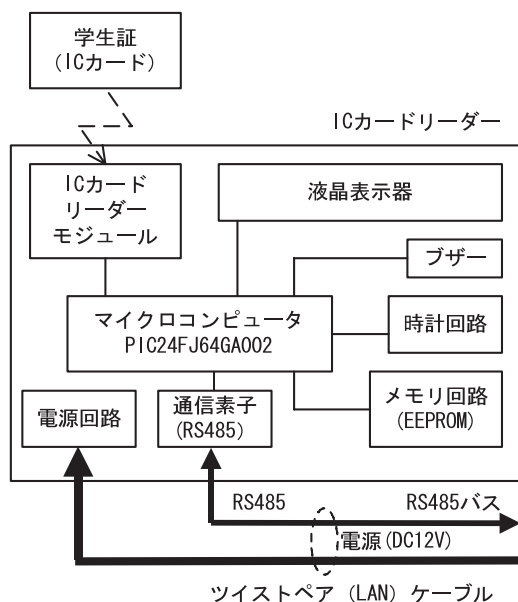 学生証
(ICカード)
ICカードリーダー
ICカード
リーダー
モジュール
液晶表示器
ブザー
マイクロコンピュータ
PIC24FJ64GA002
時計回路
電源回路
通信素子
(RS485)
メモリ回路
(EEPROM)
RS485
RS485バス
電源(DC12V)
ツイストペア (LAN) ケーブル